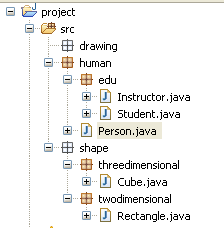 project
src
drawing
human
edu
Instructor.java
Student.java
Person.java
shape
threedimensional
Cube.java
twodimensional
Rectangle.java